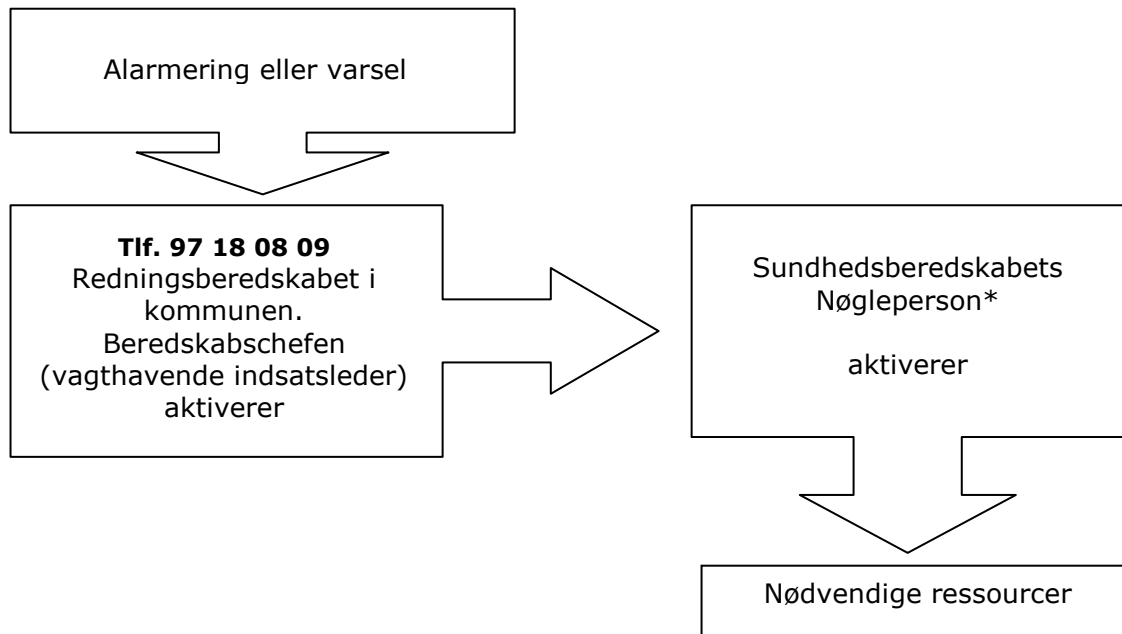 Alarmering eller varsel
Tlf. 97 18 08 09
Redningsberedskabet i
kommunen.
Beredskabschefen
(vagthavende indsatsleder)
aktiverer
Sundhedsberedskabets
Nøgleperson*
aktiverer
Nødvendige ressourcer